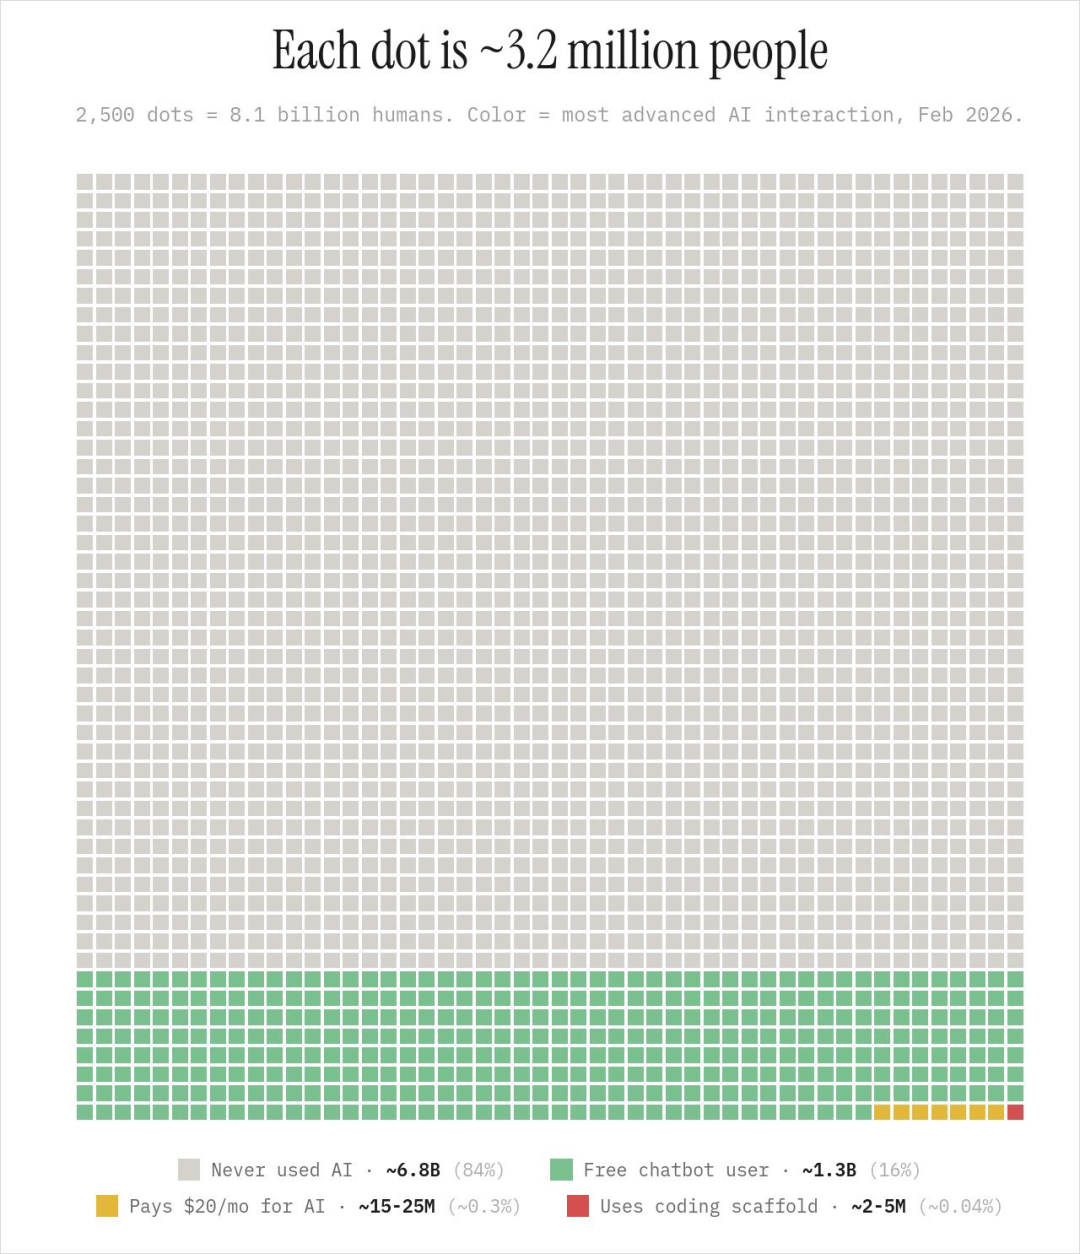 Each dot is ~3.2 million people
2,500 dots = 8.1 billion humans. Color = most advanced AI interaction, Feb 2026.
Never used AI · ~6.8B (84%) Free chatbot user · ~1.3B (16%)
Pays $20/mo for AI · ~15-25M (~0.3%) Uses coding scaffold · ~2-5M (~0.04%)